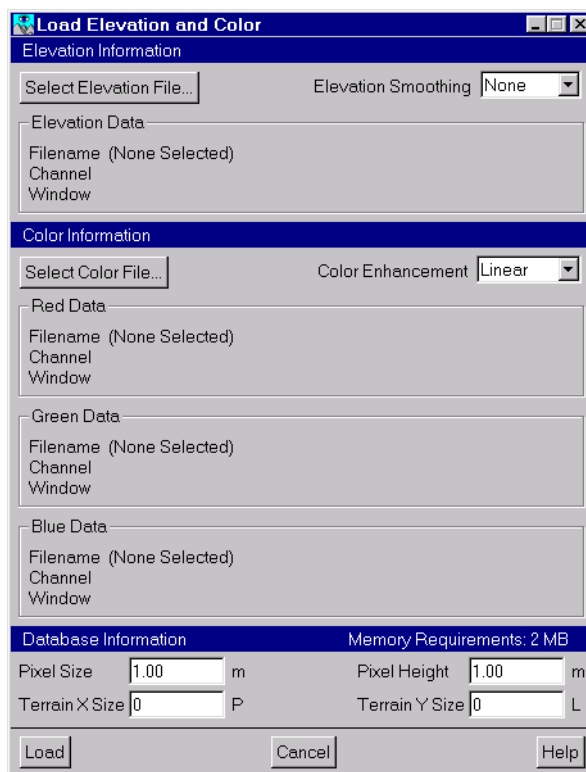 Load Elevation and Color
Elevation Information
Select Elevation File... Elevation Smoothing None
Elevation Data
Filename (None Selected)
Channel
Window
Color Information
Select Color File... Color Enhancement Linear
Red Data
Filename (None Selected)
Channel
Window
Green Data
Filename (None Selected)
Channel
Window
Blue Data
Filename (None Selected)
Channel
Window
Database Information Memory Requirements: 2 MB
Pixel Size 1.00 m Pixel Height 1.00 m
Terrain X Size 0 P Terrain Y Size 0 L
Load Cancel Help